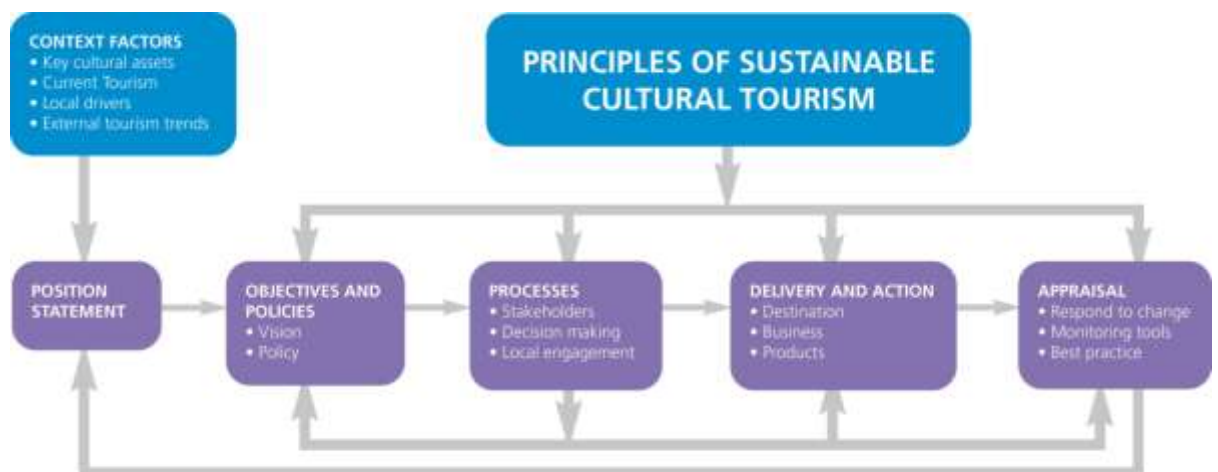 CONTEXT FACTORS
• Key cultural assets
• Current Tourism
• Local drivers
• External tourism trends
PRINCIPLES OF SUSTAINABLE
CULTURAL TOURISM
POSITION
STATEMENT
OBJECTIVES AND
POLICIES
• Vision
• Policy
PROCESSES
• Stakeholders
• Decision making
• Local engagement
DELIVERY AND ACTION
• Destination
• Business
• Products
APPRAISAL
• Respond to change
• Monitoring tools
• Best practice